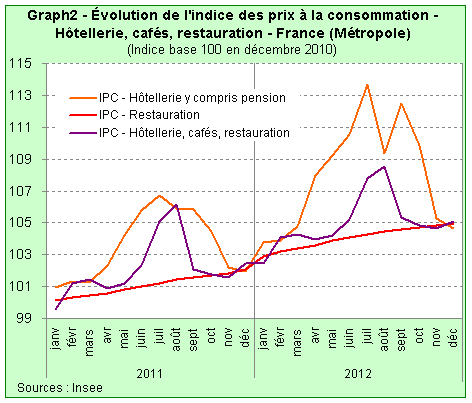 Graph2 - Évolution de l'indice des prix à la consommation -
Hôtellerie, cafés, restauration - France (Métropole)
(Indice base 100 en décembre 2010)
115
113
111
109
107
105
103
101
99
IPC - Hôtellerie y compris pension
IPC - Restauration
IPC - Hôtellerie, cafés, restauration
janv févr mars avril mai juin juil août sept oct nov déc janv févr mars avril mai juin juil août sept oct nov déc
2011 2012
Sources : Insee